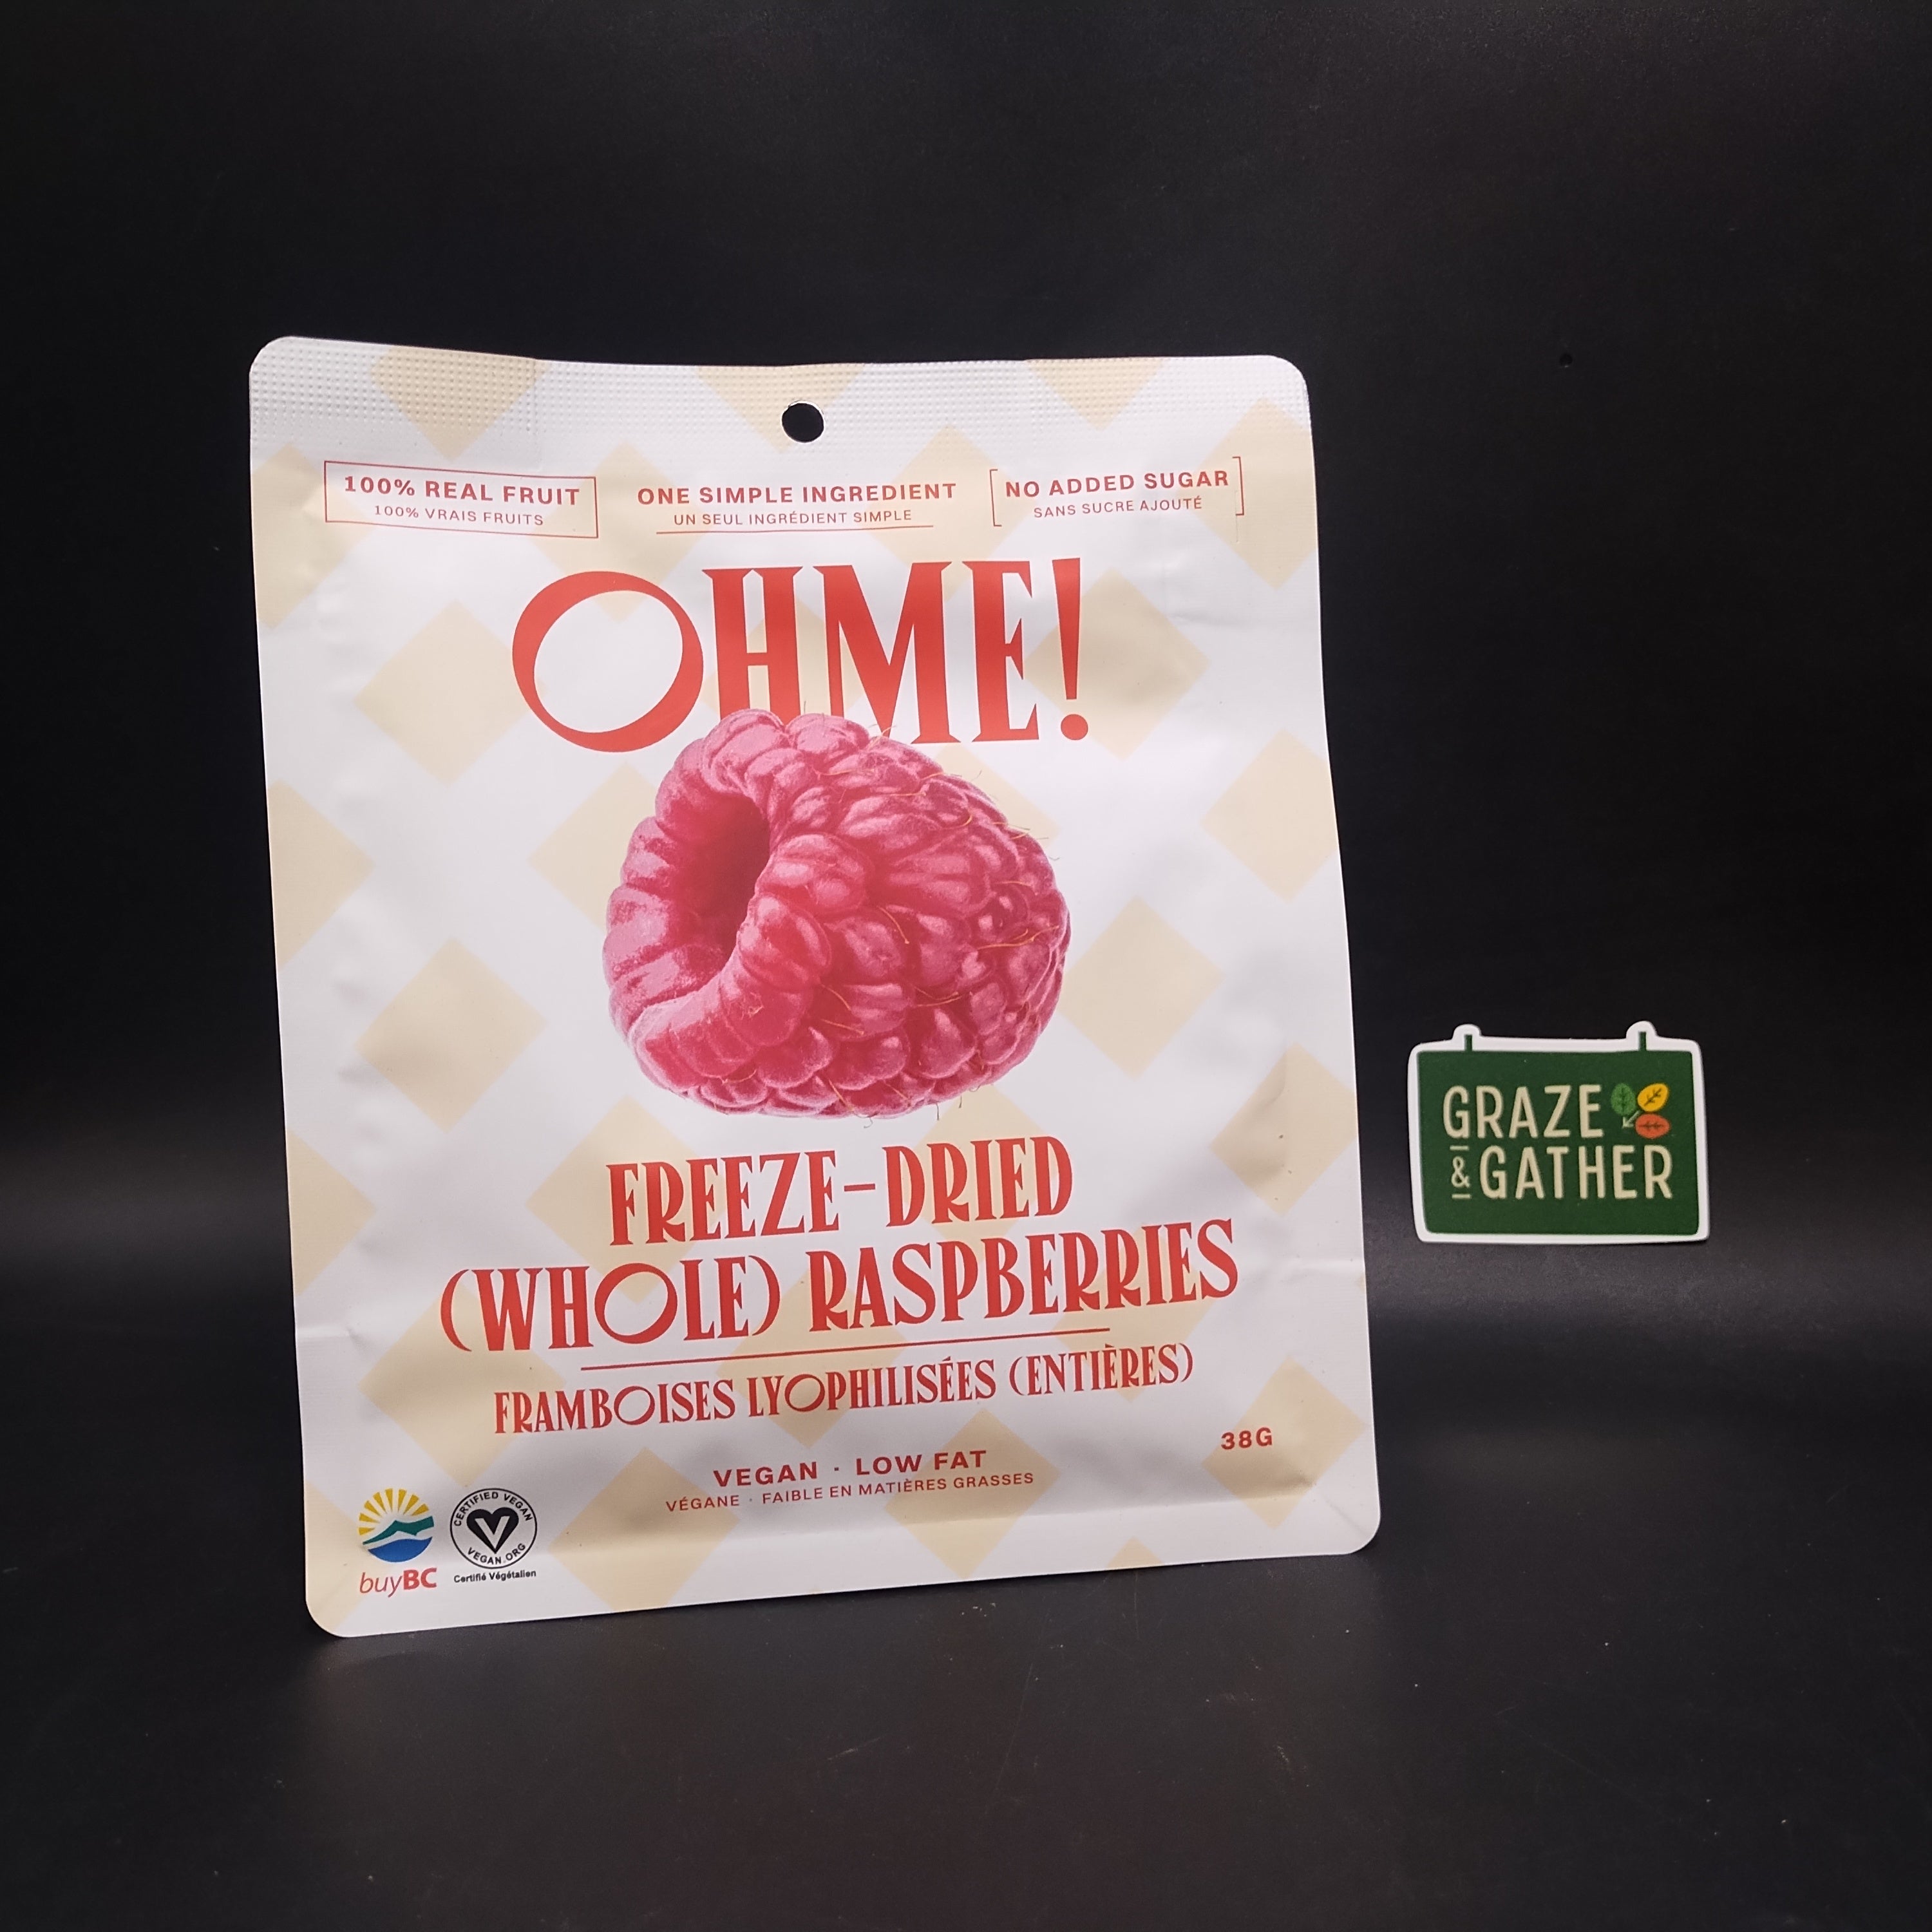 100% REAL FRUIT
100% VRAIS FRUITS
ONE SIMPLE INGREDIENT
UN SEUL INGRÉDIENT SIMPLE
NO ADDED SUGAR
SANS SUCRE AJOUTÉ
OHME!
FREEZE-DRIED
(WHOLE) RASPBERRIES
FRAMBOISES LYOPHILISÉES (ENTIÈRES)
38G
VEGAN · LOW FAT
VÉGANE · FAIBLE EN MATIÈRES GRASSES
buyBC
CERTIFIED VEGAN
V
VEGAN.ORG
Certifié Végétalien
GRAZE
& GATHER